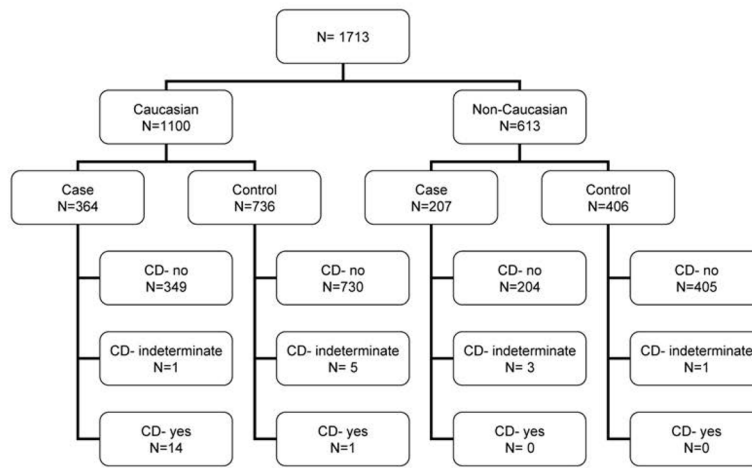 N= 1713
Caucasian
N=1100
Non-Caucasian
N=613
Case
N=364
Control
N=736
Case
N=207
Control
N=406
CD- no
N=349
CD- no
N=730
CD- no
N=204
CD- no
N=405
CD- indeterminate
N=1
CD- indeterminate
N= 5
CD- indeterminate
N= 3
CD- indeterminate
N=1
CD- yes
N=14
CD- yes
N=1
CD- yes
N= 0
CD- yes
N=0